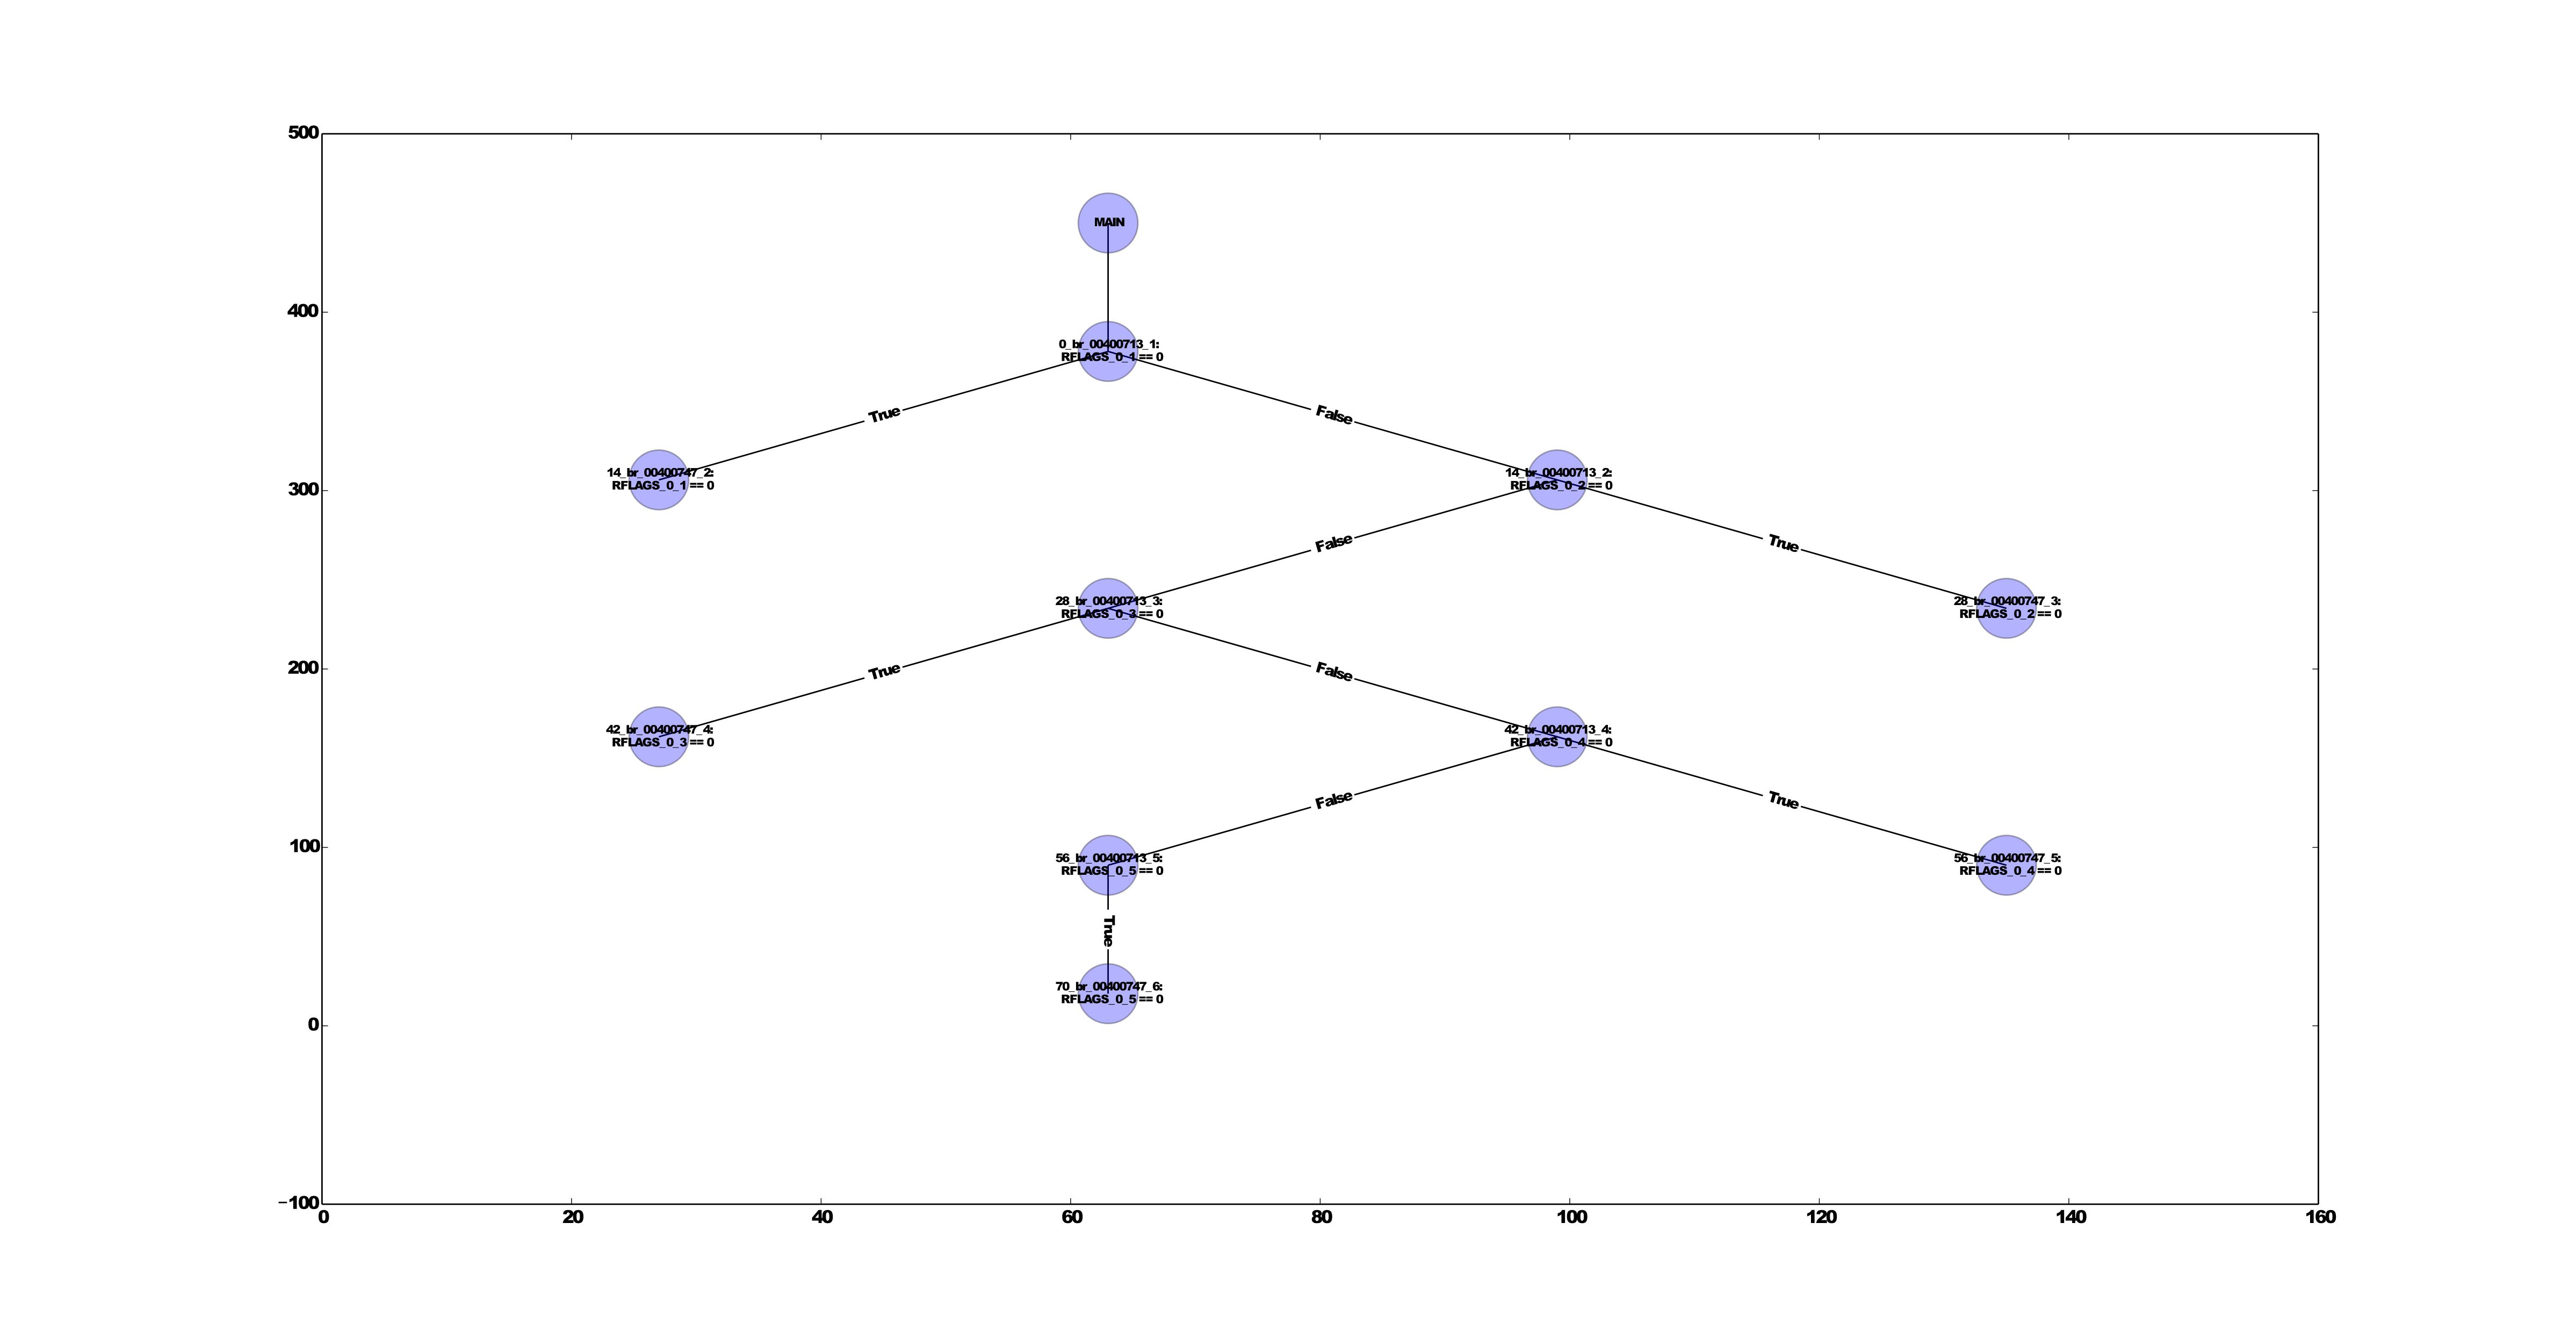 500
MAIN
400
0_br_00400713_1:
RFLAGS_0_1 == 0
True
False
14_br_00400747_2:
RFLAGS_0_1 == 0
14_br_00400713_2:
RFLAGS_0_2 == 0
300
False
True
28_br_00400713_3:
RFLAGS_0_3 == 0
28_br_00400747_3:
RFLAGS_0_2 == 0
200
True
False
42_br_00400747_4:
RFLAGS_0_3 == 0
42_br_00400713_4:
RFLAGS_0_4 == 0
False
True
100
56_br_00400713_5:
RFLAGS_0_5 == 0
56_br_00400747_5:
RFLAGS_0_4 == 0
True
70_br_00400747_6:
RFLAGS_0_5 == 0
0
−100
0 20 40 60 80 100 120 140 160